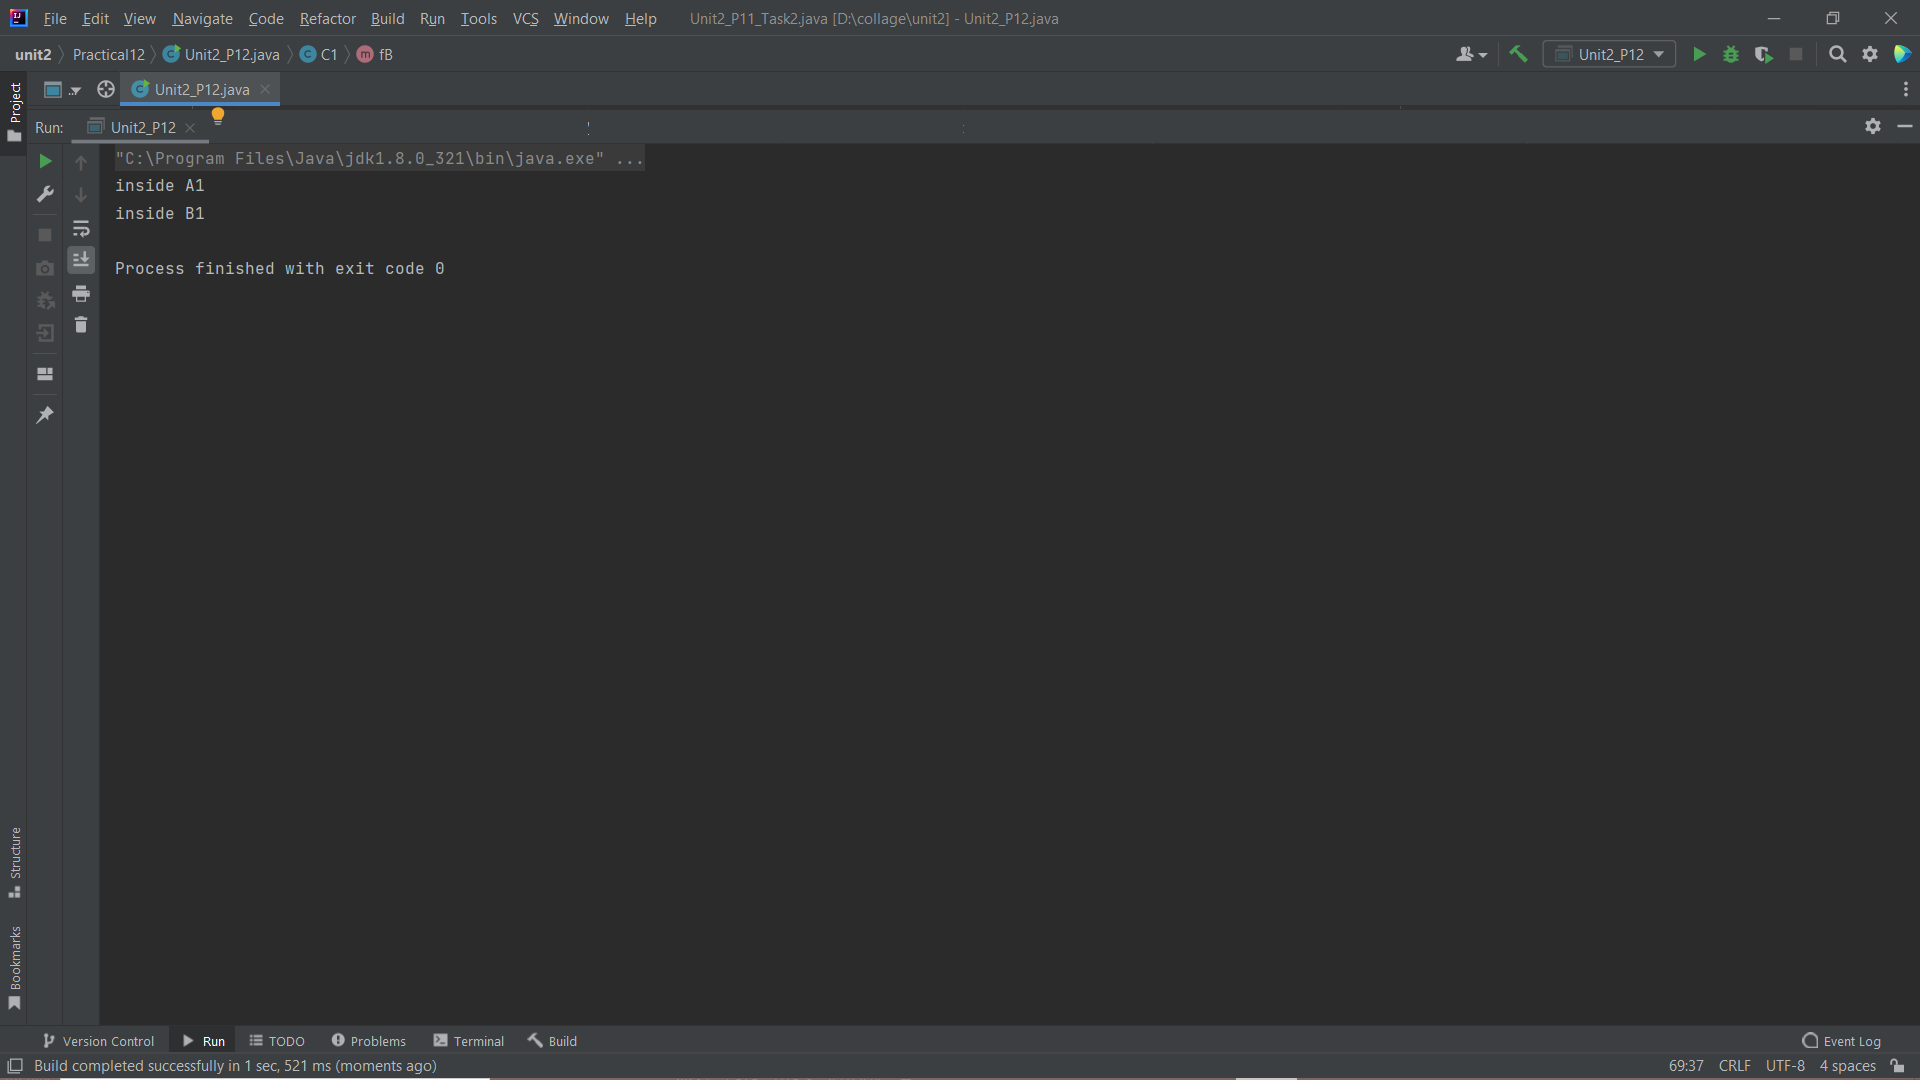 File Edit View Navigate Code Refactor Build Run Tools VCS Window Help Unit2_P11_Task2.java [D:\collage\unit2] - Unit2_P12.java
unit2 Practical12 Unit2_P12.java C1 m fB Unit2_P12
Project
Unit2_P12.java
Run: Unit2_P12
"C:\Program Files\Java\jdk1.8.0_321\bin\java.exe" ...
inside A1
inside B1
Process finished with exit code 0
Structure
Bookmarks
Version Control Run TODO Problems Terminal Build Event Log
Build completed successfully in 1 sec, 521 ms (moments ago) 69:37 CRLF UTF-8 4 spaces